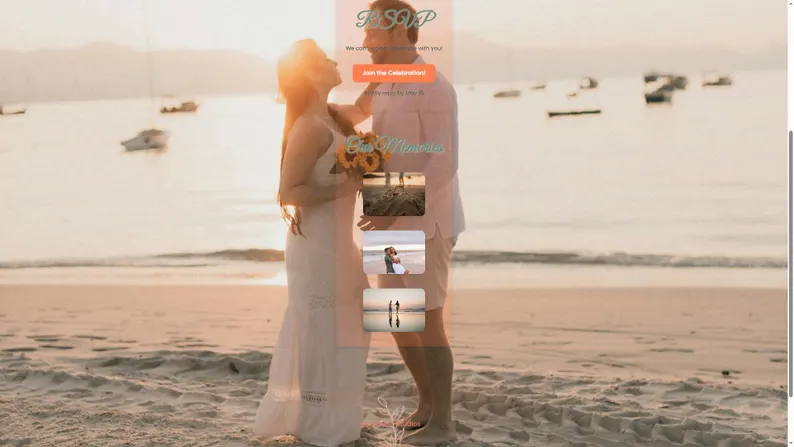 RSVP
We can't wait to celebrate with you!
Join the Celebration!
Kindly reply by May 15
Our Memories